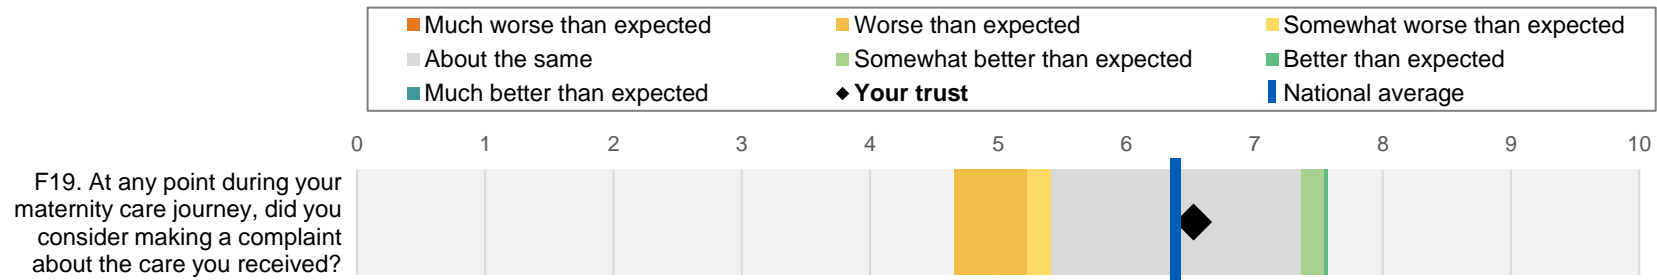 Much worse than expected
Worse than expected
Somewhat worse than expected
About the same
Somewhat better than expected
Better than expected
Much better than expected
Your trust
National average
0 1 2 3 4 5 6 7 8 9 10
F19. At any point during your
maternity care journey, did you
consider making a complaint
about the care you received?